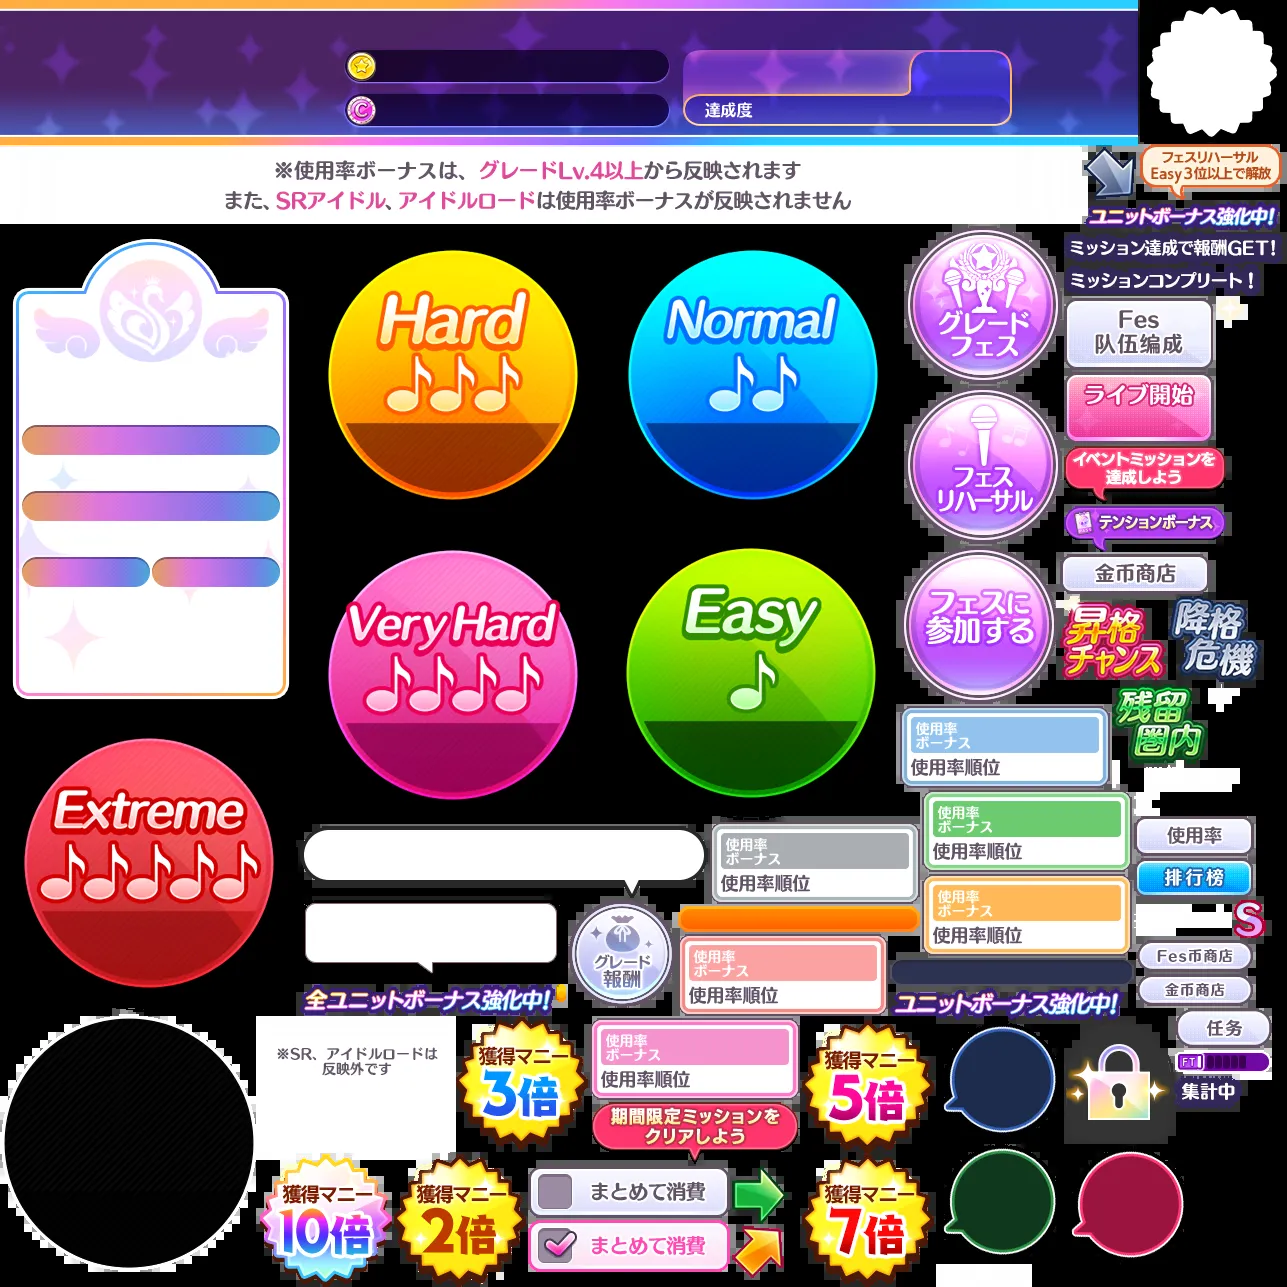 達成度
※使用率ボーナスは、グレードLv.4以上から反映されます
また、SRアイドル、アイドルロードは使用率ボーナスが反映されません
フェスリハーサル
Easy3位以上で解放
ユニットボーナス強化中!
ミッション達成で報酬GET!
ミッションコンプリート!
Hard
Normal
グレード
フェス
Fes
队伍编成
ライブ開始
フェス
リハーサル
イベントミッションを
達成しよう
テンションボーナス
金币商店
Very Hard
Easy
フェスに
参加する
昇格
チャンス
降格
危機
残留
圏内
使用率
ボーナス
使用率順位
Extreme
使用率
ボーナス
使用率順位
使用率
ボーナス
使用率順位
使用率
排行榜
使用率
ボーナス
使用率順位
S
グレード
報酬
使用率
ボーナス
使用率順位
Fes币商店
金币商店
全ユニットボーナス強化中!
ユニットボーナス強化中!
任务
※SR、アイドルロードは
反映外です
獲得マニー
3倍
使用率
ボーナス
使用率順位
獲得マニー
5倍
FT
集計中
期間限定ミッションを
クリアしよう
獲得マニー
10倍
獲得マニー
2倍
まとめて消費
まとめて消費
獲得マニー
7倍